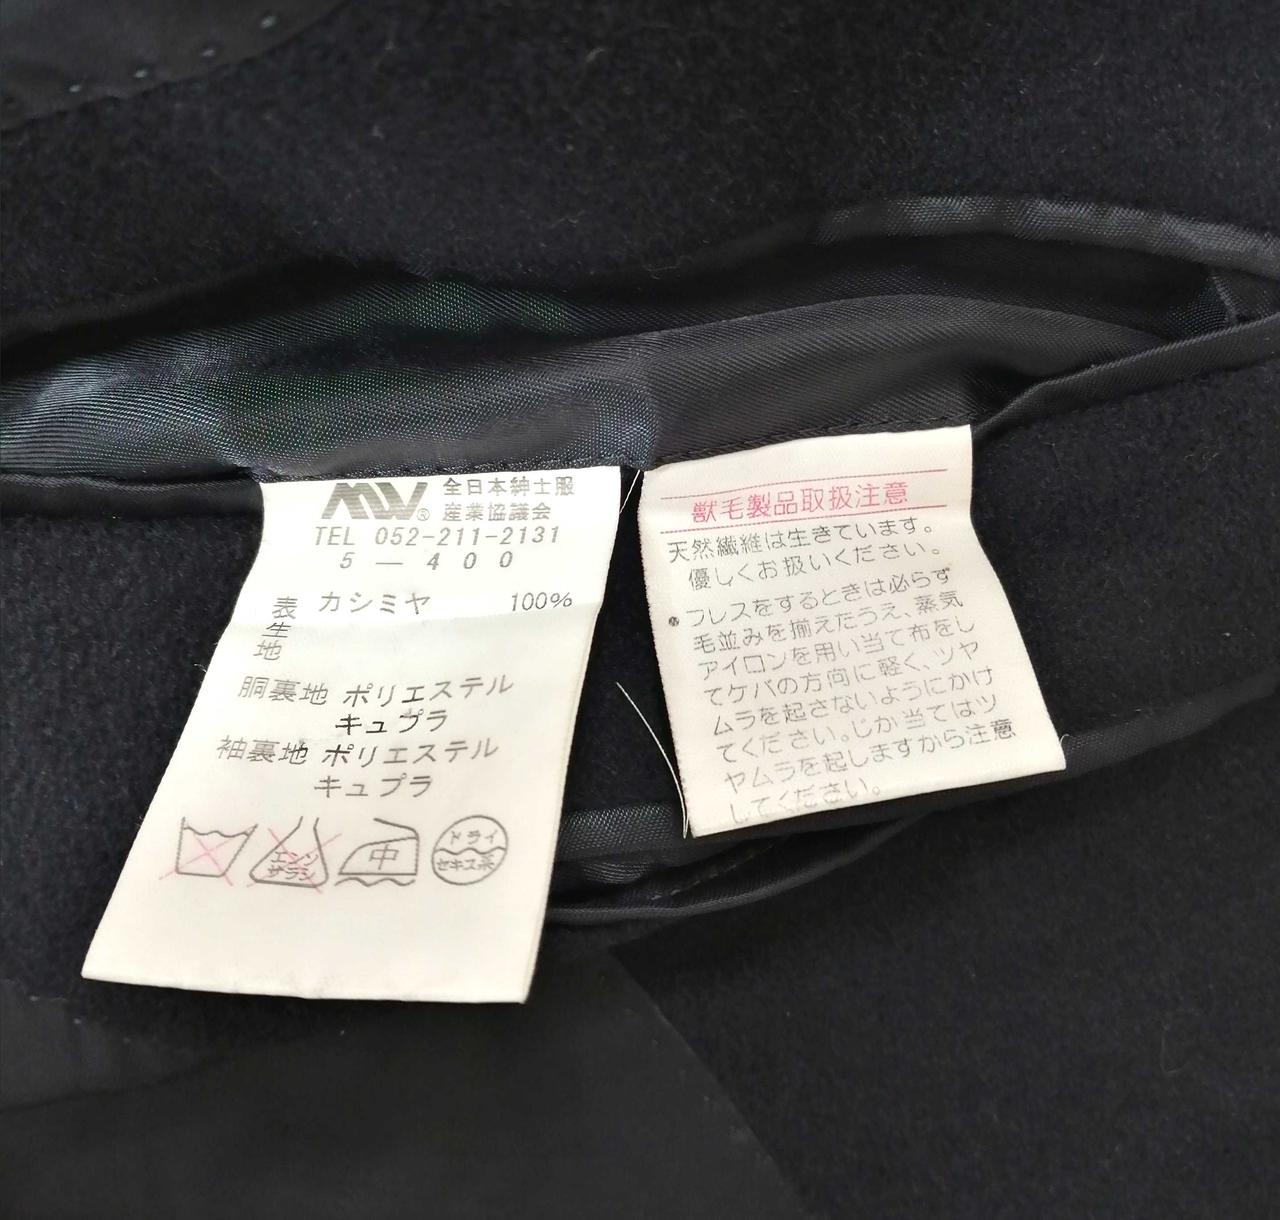 MW® 全日本紳士服
産業協議会
TEL 052-211-2131
5 — 4 0 0
表生地 カシミヤ 100%
胴裏地 ポリエステル
キュプラ
袖裏地 ポリエステル
キュプラ
エンソ
サラシ
中
ドライ
セキユ系
獣毛製品取扱注意
天然繊維は生きています。
優しくお扱いください。
※プレスをするときは必らず
毛並みを揃えたうえ、蒸気
アイロンを用い当て布をし
てケバの方向に軽く、ツヤ
ムラを起さないようにかけ
てください。じか当てはツ
ヤムラを起しますから注意
してください。